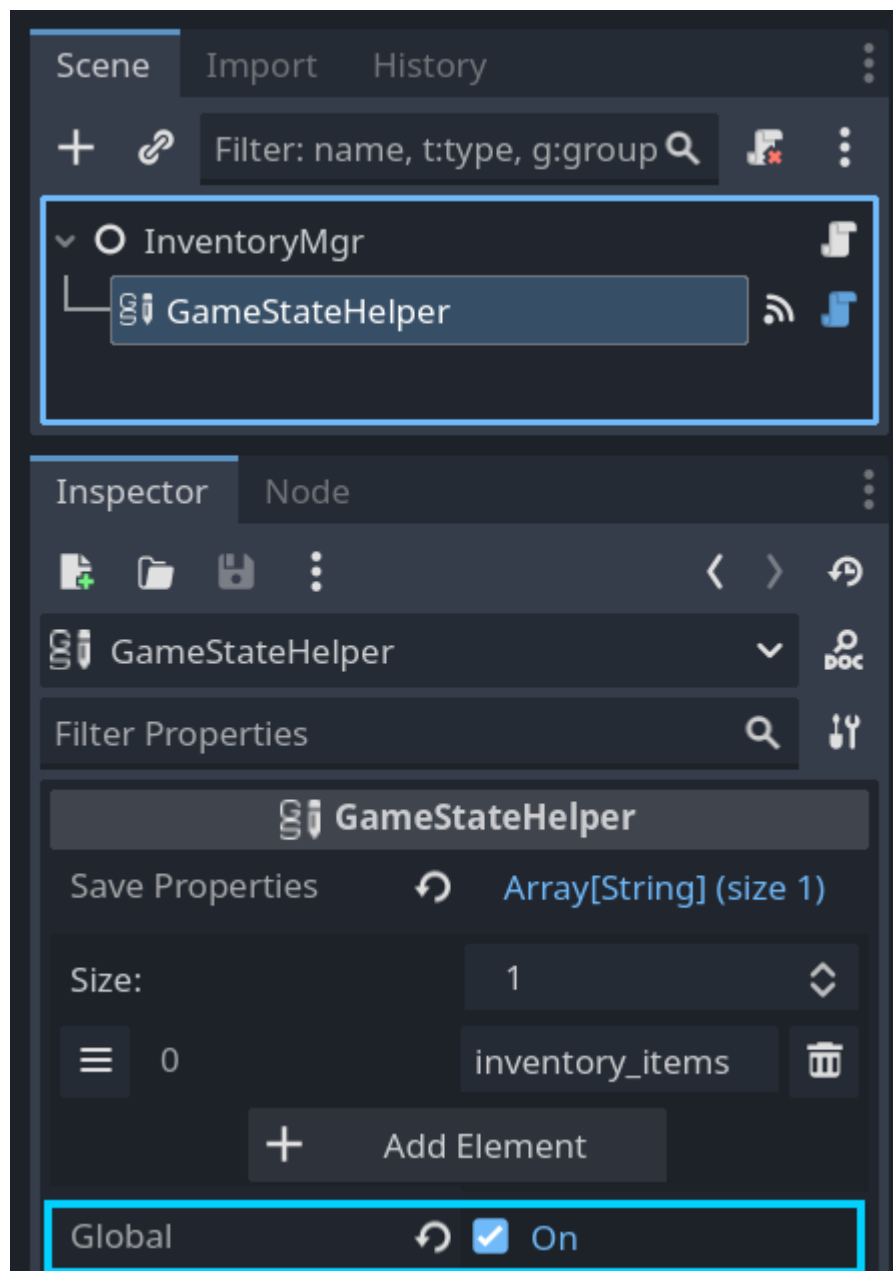 Scene Import History
Filter: name, t:type, g:group
InventoryMgr
GameStateHelper
Inspector Node
GameStateHelper
DOC
Filter Properties
GameStateHelper
Save Properties Array[String] (size 1)
Size: 1
0 inventory_items
Add Element
Global On